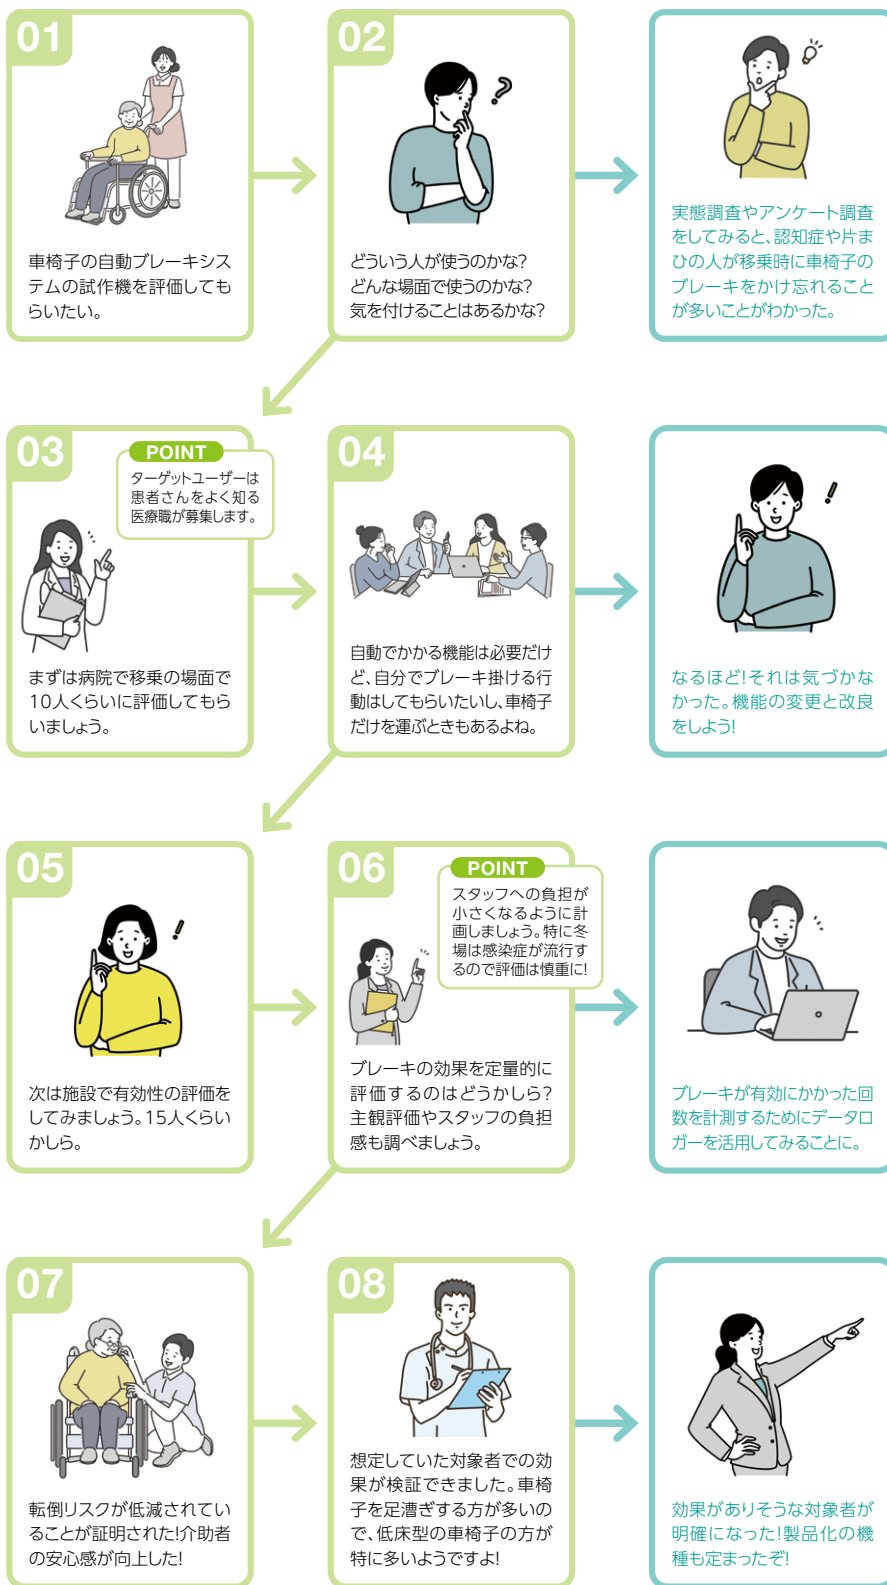 01
車椅子の自動ブレーキシス
テムの試作機を評価しても
らいたい。
02
どういう人が使うのかな?
どんな場面で使うのかな?
気を付けることはあるかな?
実態調査やアンケート調査
をしてみると、認知症や片ま
ひの人が移乗時に車椅子の
ブレーキをかけ忘れること
が多いことがわかった。
03
POINT
ターゲットユーザーは
患者さんをよく知る
医療職が募集します。
まずは病院で移乗の場面で
10人くらいに評価してもら
いましょう。
04
自動でかかる機能は必要だけ
ど、自分でブレーキ掛ける行
動はしてもらいたいし、車椅子
だけを運ぶときもあるよね。
なるほど!それは気づかな
かった。機能の変更と改良
をしよう!
05
次は施設で有効性の評価を
してみましょう。15人くらい
かしら。
06
POINT
スタッフへの負担が
小さくなるように計
画しましょう。特に冬
場は感染症が流行す
るので評価は慎重に!
ブレーキの効果を定量的に
評価するのはどうかしら?
主観評価やスタッフの負担
感も調べましょう。
ブレーキが有効にかかった回
数を計測するためにデータロ
ガーを活用してみることに。
07
転倒リスクが低減されてい
ることが証明された!介助者
の安心感が向上した!
08
想定していた対象者での効
果が検証できました。車椅
子を足漕ぎする方が多いの
で、低床型の車椅子の方が
特に多いようですよ!
効果がありそうな対象者が
明確になった!製品化の機
種も定まったぞ!